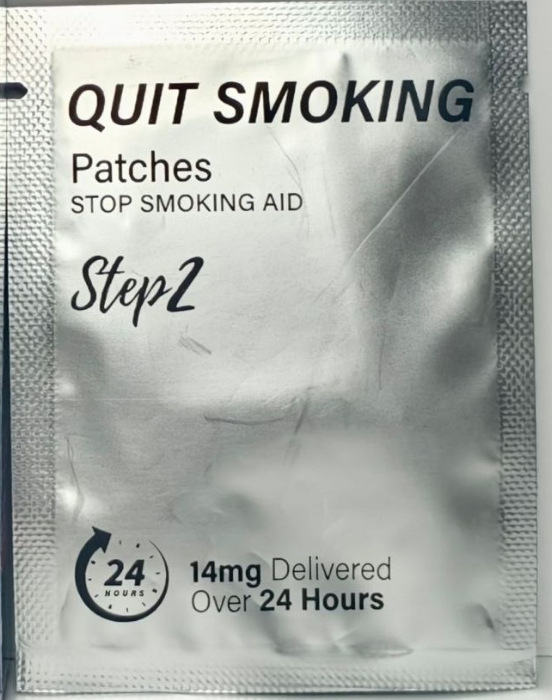 QUIT SMOKING
Patches
STOP SMOKING AID
Step2
24
HOURS
14mg Delivered
Over 24 Hours